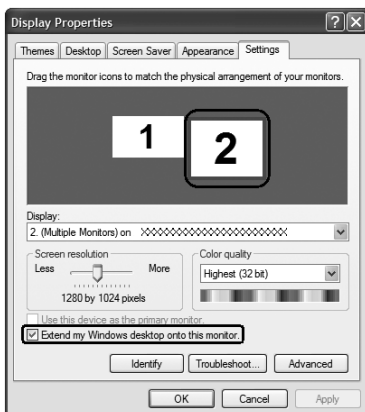 Display Properties
Themes Desktop Screen Saver Appearance Settings
Drag the monitor icons to match the physical arrangement of your monitors.
1 2
Display:
2. (Multiple Monitors) on XXXXXXXXXXXXXXXXXXXXXXXX
Screen resolution
Less More
1280 by 1024 pixels
Color quality
Highest (32 bit)
Use this device as the primary monitor.
Extend my Windows desktop onto this monitor.
Identify Troubleshoot... Advanced
OK Cancel Apply